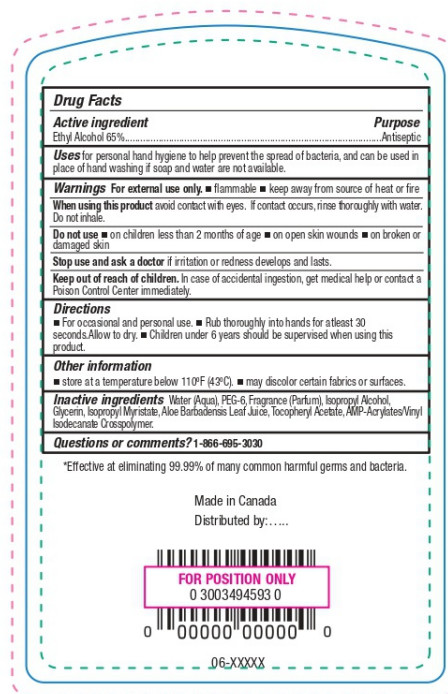 Drug Facts
Active ingredient Purpose
Ethyl Alcohol 65%..........................................................................Antiseptic
Uses for personal hand hygiene to help prevent the spread of bacteria, and can be used in
place of hand washing if soap and water are not available.
Warnings For external use only. ■ flammable ■ keep away from source of heat or fire
When using this product avoid contact with eyes. If contact occurs, rinse thoroughly with water.
Do not inhale.
Do not use ■ on children less than 2 months of age ■ on open skin wounds ■ on broken or
damaged skin
Stop use and ask a doctor if irritation or redness develops and lasts.
Keep out of reach of children. In case of accidental ingestion, get medical help or contact a
Poison Control Center immediately.
Directions
■ For occasional and personal use. ■ Rub thoroughly into hands for atleast 30
seconds.Allow to dry. ■ Children under 6 years should be supervised when using this
product.
Other information
■ store at a temperature below 110ºF (43ºC). ■ may discolor certain fabrics or surfaces.
Inactive ingredients Water (Aqua), PEG-6, Fragrance (Parfum), Isopropyl Alcohol,
Glycerin, Isopropyl Myristate, Aloe Barbadensis Leaf Juice, Tocopheryl Acetate, AMP-Acrylates/Vinyl
Isodecanate Crosspolymer.
Questions or comments? 1-866-695-3030
*Effective at eliminating 99.99% of many common harmful germs and bacteria.
Made in Canada
Distributed by:.....
FOR POSITION ONLY
0 3003494593 0
0 00000 00000 0
06-XXXXX